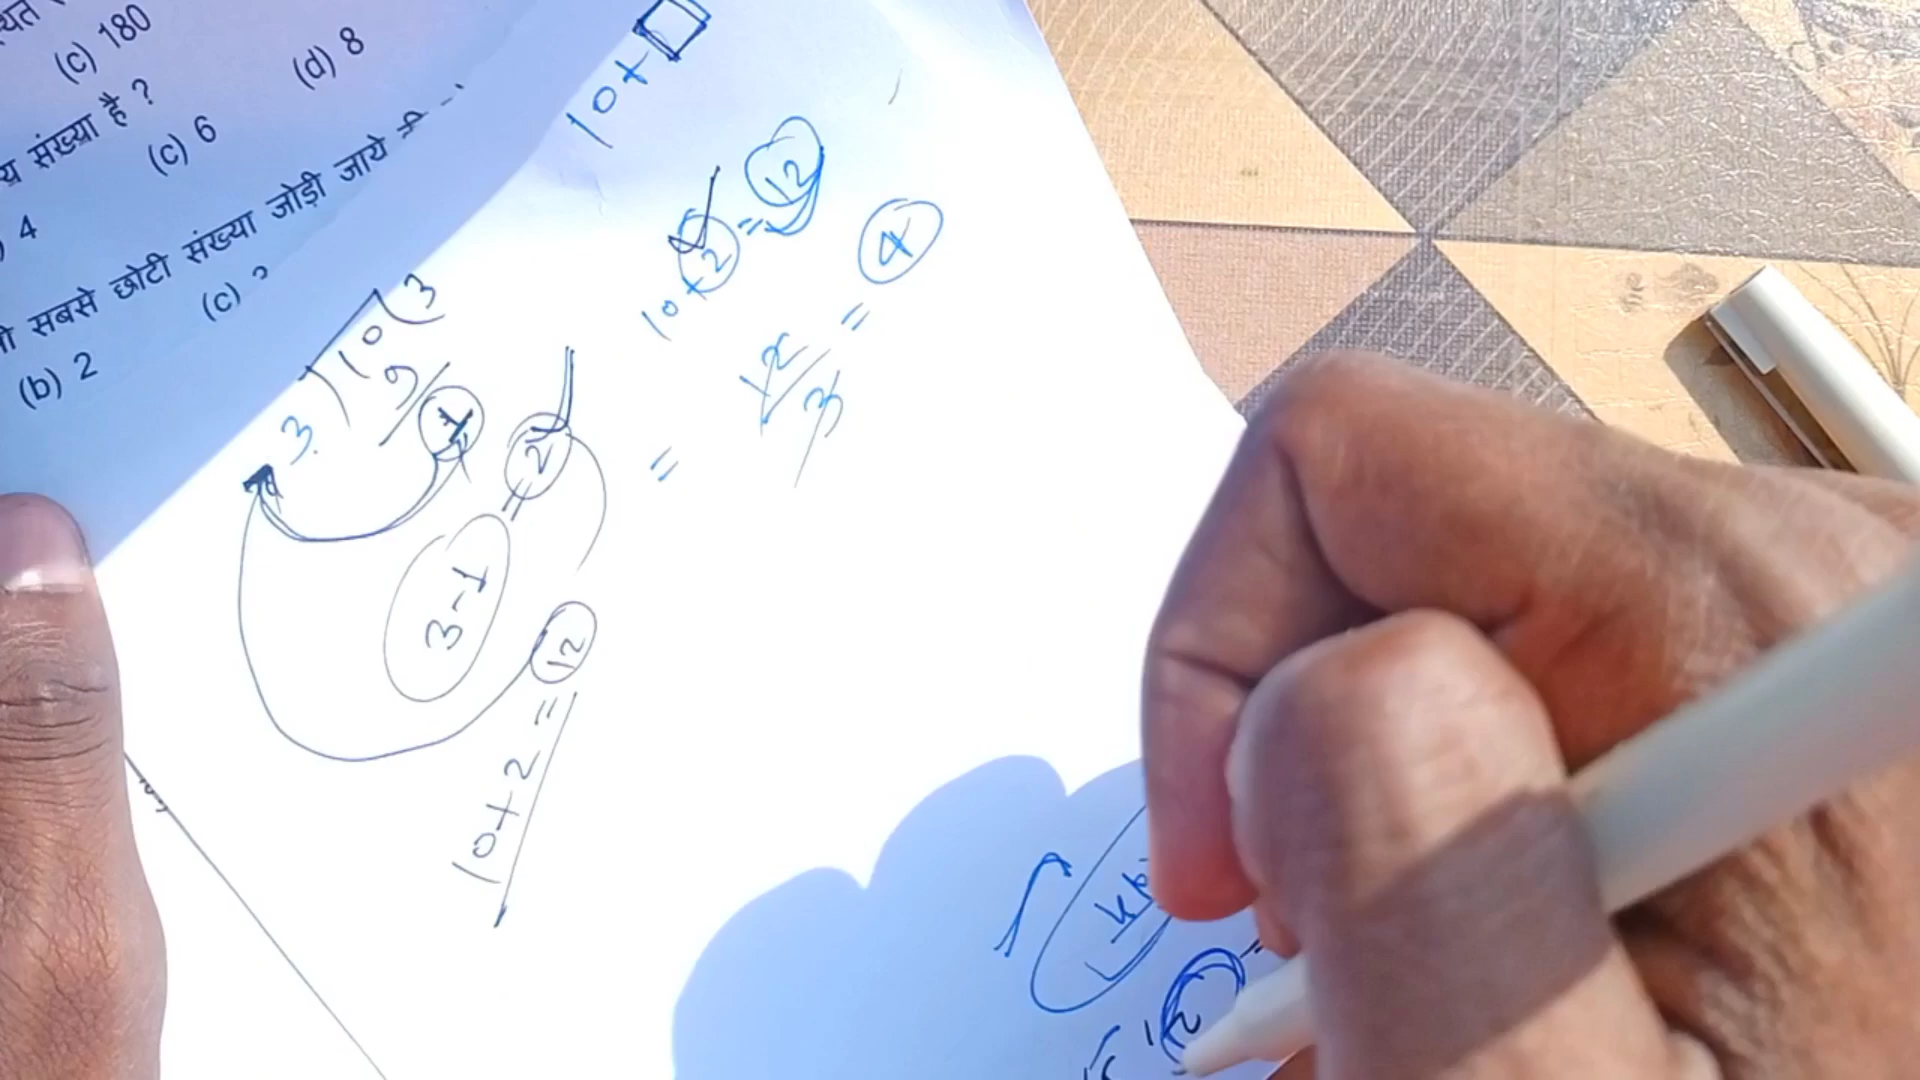 (c) 180
संख्या है ?
(c) 6
(d) 8
4
सबसे छोटी संख्या जोड़ी जाये
(b) 2
(c)
10+□
10+2=12
12/3 = 4
=
3)10(3
9
1
3-1=2
10+2=12
12